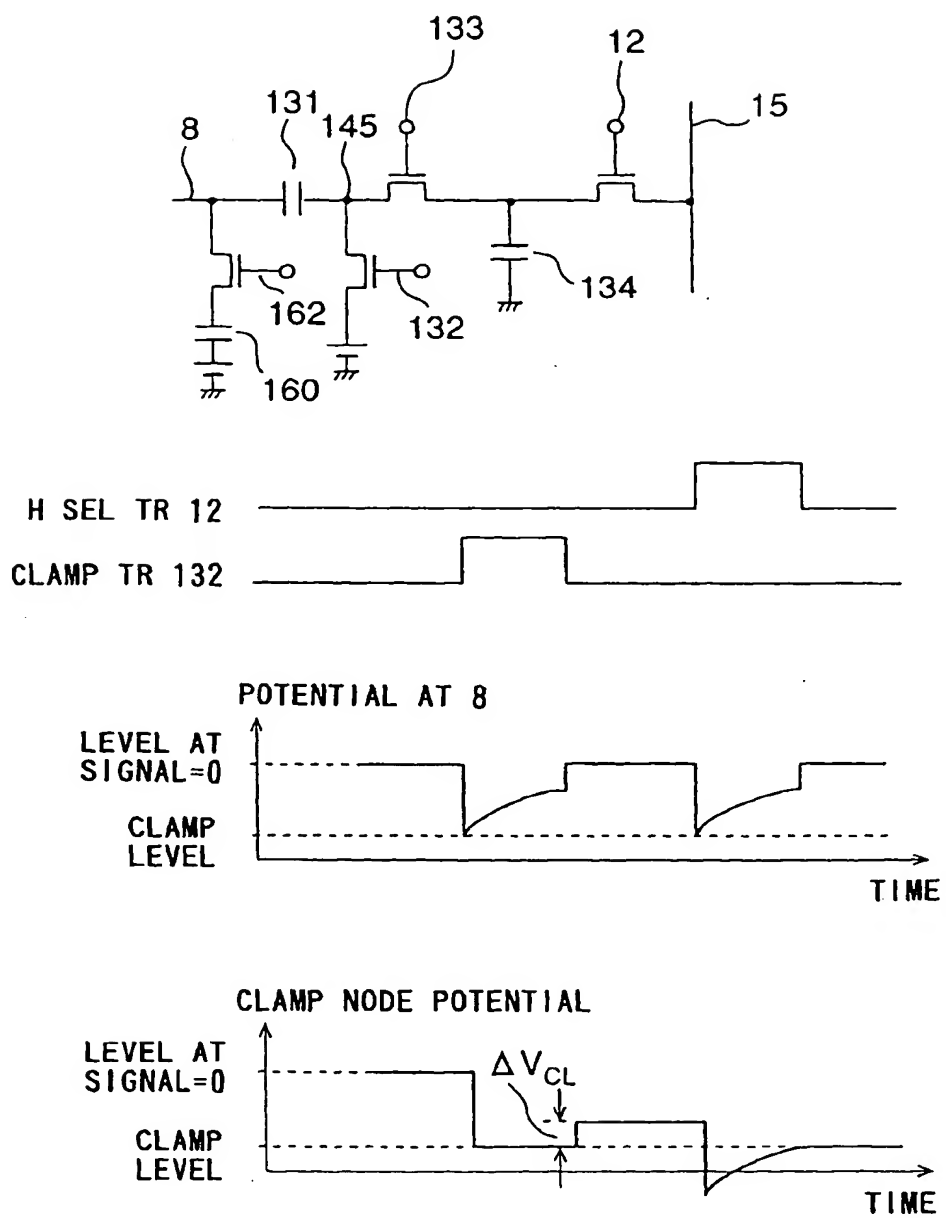 133
12
131
15
8
145
162
132
134
160
H SEL TR 12
CLAMP TR 132
POTENTIAL AT 8
LEVEL AT
SIGNAL=0
CLAMP
LEVEL
TIME
CLAMP NODE POTENTIAL
LEVEL AT
SIGNAL=0
ΔVCL
CLAMP
LEVEL
TIME